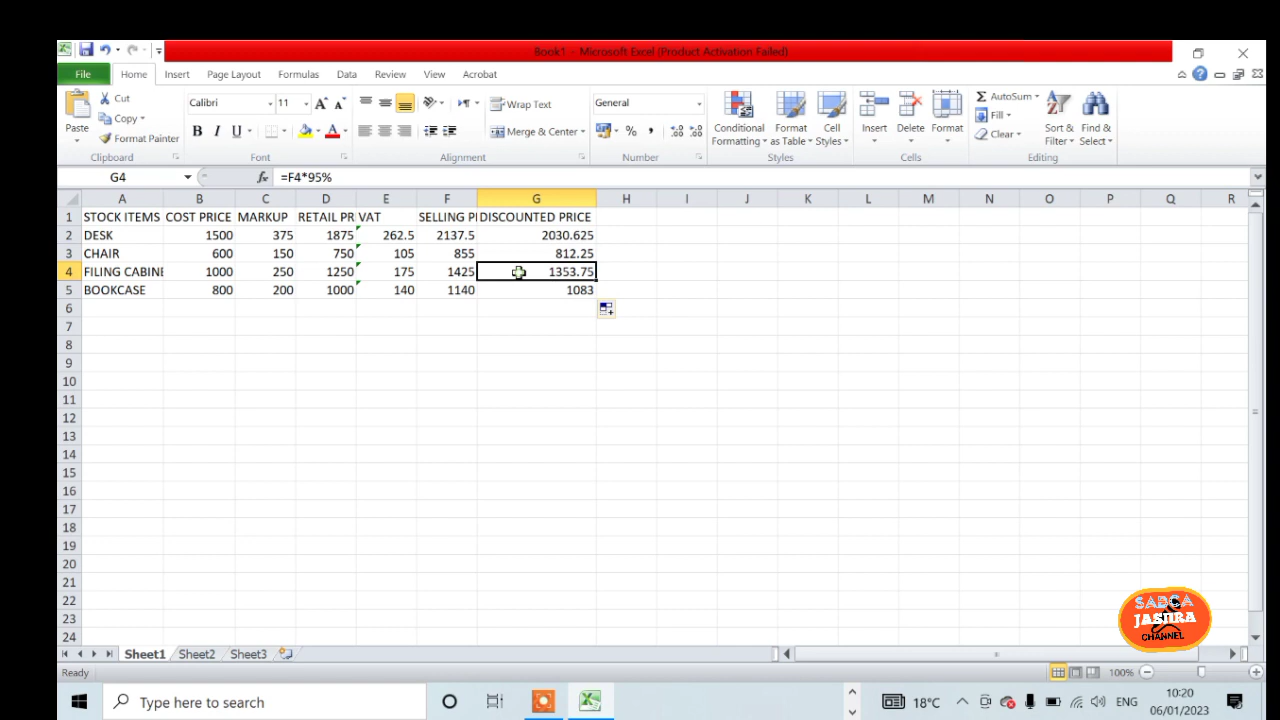 Book1 - Microsoft Excel (Product Activation Failed)
File Home Insert Page Layout Formulas Data Review View Acrobat
Paste
Cut
Copy
Format Painter
Clipboard
Calibri 11
B I U
Font
Wrap Text
Merge & Center
Alignment
General
% , .0 .00
Number
Conditional Formatting
Format as Table
Cell Styles
Styles
Insert Delete Format
Cells
Σ AutoSum
Fill
Clear
Sort & Filter
Find & Select
Editing
G4 fx =F4*95%
A B C D E F G H I J K L M N O P Q R
1 STOCK ITEMS COST PRICE MARKUP RETAIL PR VAT SELLING PI DISCOUNTED PRICE
2 DESK 1500 375 1875 262.5 2137.5 2030.625
3 CHAIR 600 150 750 105 855 812.25
4 FILING CABINE 1000 250 1250 175 1425 1353.75
5 BOOKCASE 800 200 1000 140 1140 1083
6
7
8
9
10
11
12
13
14
15
16
17
18
19
20
21
22
23
24
SABSA
JASURA
CHANNEL
Sheet1 Sheet2 Sheet3
Ready 100%
Type here to search
18°C
ENG
10:20
06/01/2023